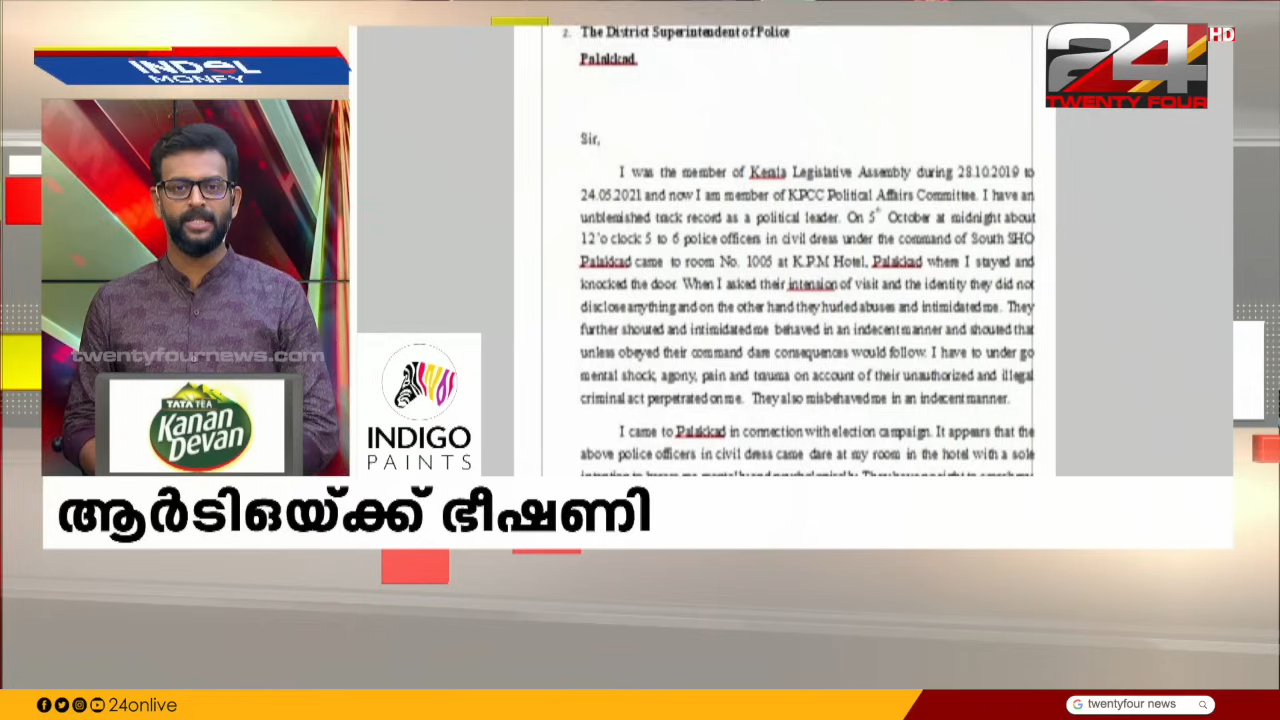 INDEL
MONEY
2. The District Superintendent of Police
Palakkad.
24 HD
TWENTY FOUR
Sir,
I was the member of Kerala Legislative Assembly during 28.10.2019 to
24.05.2021 and now I am member of KPCC Political Affairs Committee. I have an
unblemished track record as a political leader. On 5th October at midnight about
12'o clock 5 to 6 police officers in civil dress under the command of South SHO
Palakkad came to room No. 1005 at K.P.M Hotel, Palakkad where I stayed and
knocked the door. When I asked their intension of visit and the identity they did not
disclose anything and on the other hand they hurled abuses and intimidated me. They
further shouted and intimidated me behaved in an indecent manner and shouted that
unless obeyed their command dare consequences would follow. I have to under go
mental shock, agony, pain and trauma on account of their unauthorized and illegal
criminal act perpetrated on me. They also misbehaved me in an indecent manner.
I came to Palakkad in connection with election campaign. It appears that the
above police officers in civil dress came dare at my room in the hotel with a sole
twentyfournews.com
TATA TEA
Kanan
Devan
INDIGO
PAINTS
ആർടിഒയ്ക്ക് ഭീഷണി
24onlive
twentyfour news